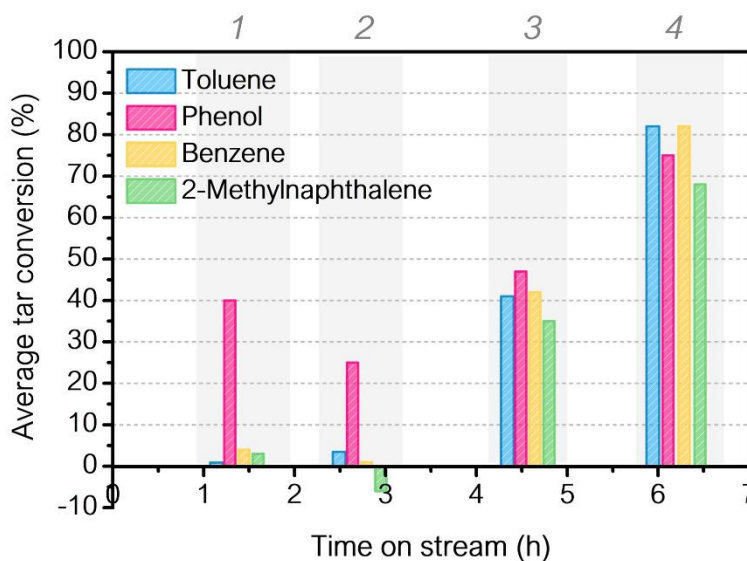 1 2 3 4
100
90
80
70
60
50
40
30
20
10
0
-10
Average tar conversion (%)
Toluene
Phenol
Benzene
2-Methylnaphthalene
0 1 2 3 4 5 6 7
Time on stream (h)